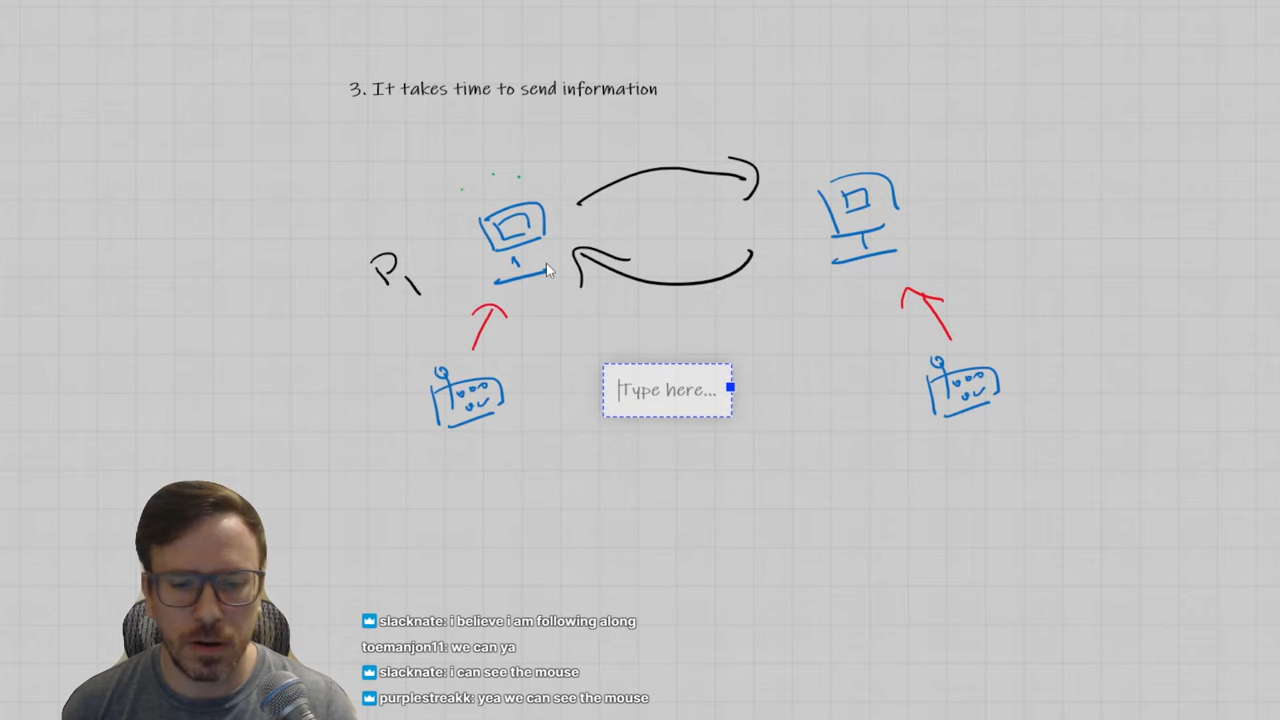 3. It takes time to send information
P1
Type here...
slacknate: i believe i am following along
toemanjon11: we can ya
slacknate: i can see the mouse
purplestreakk: yea we can see the mouse